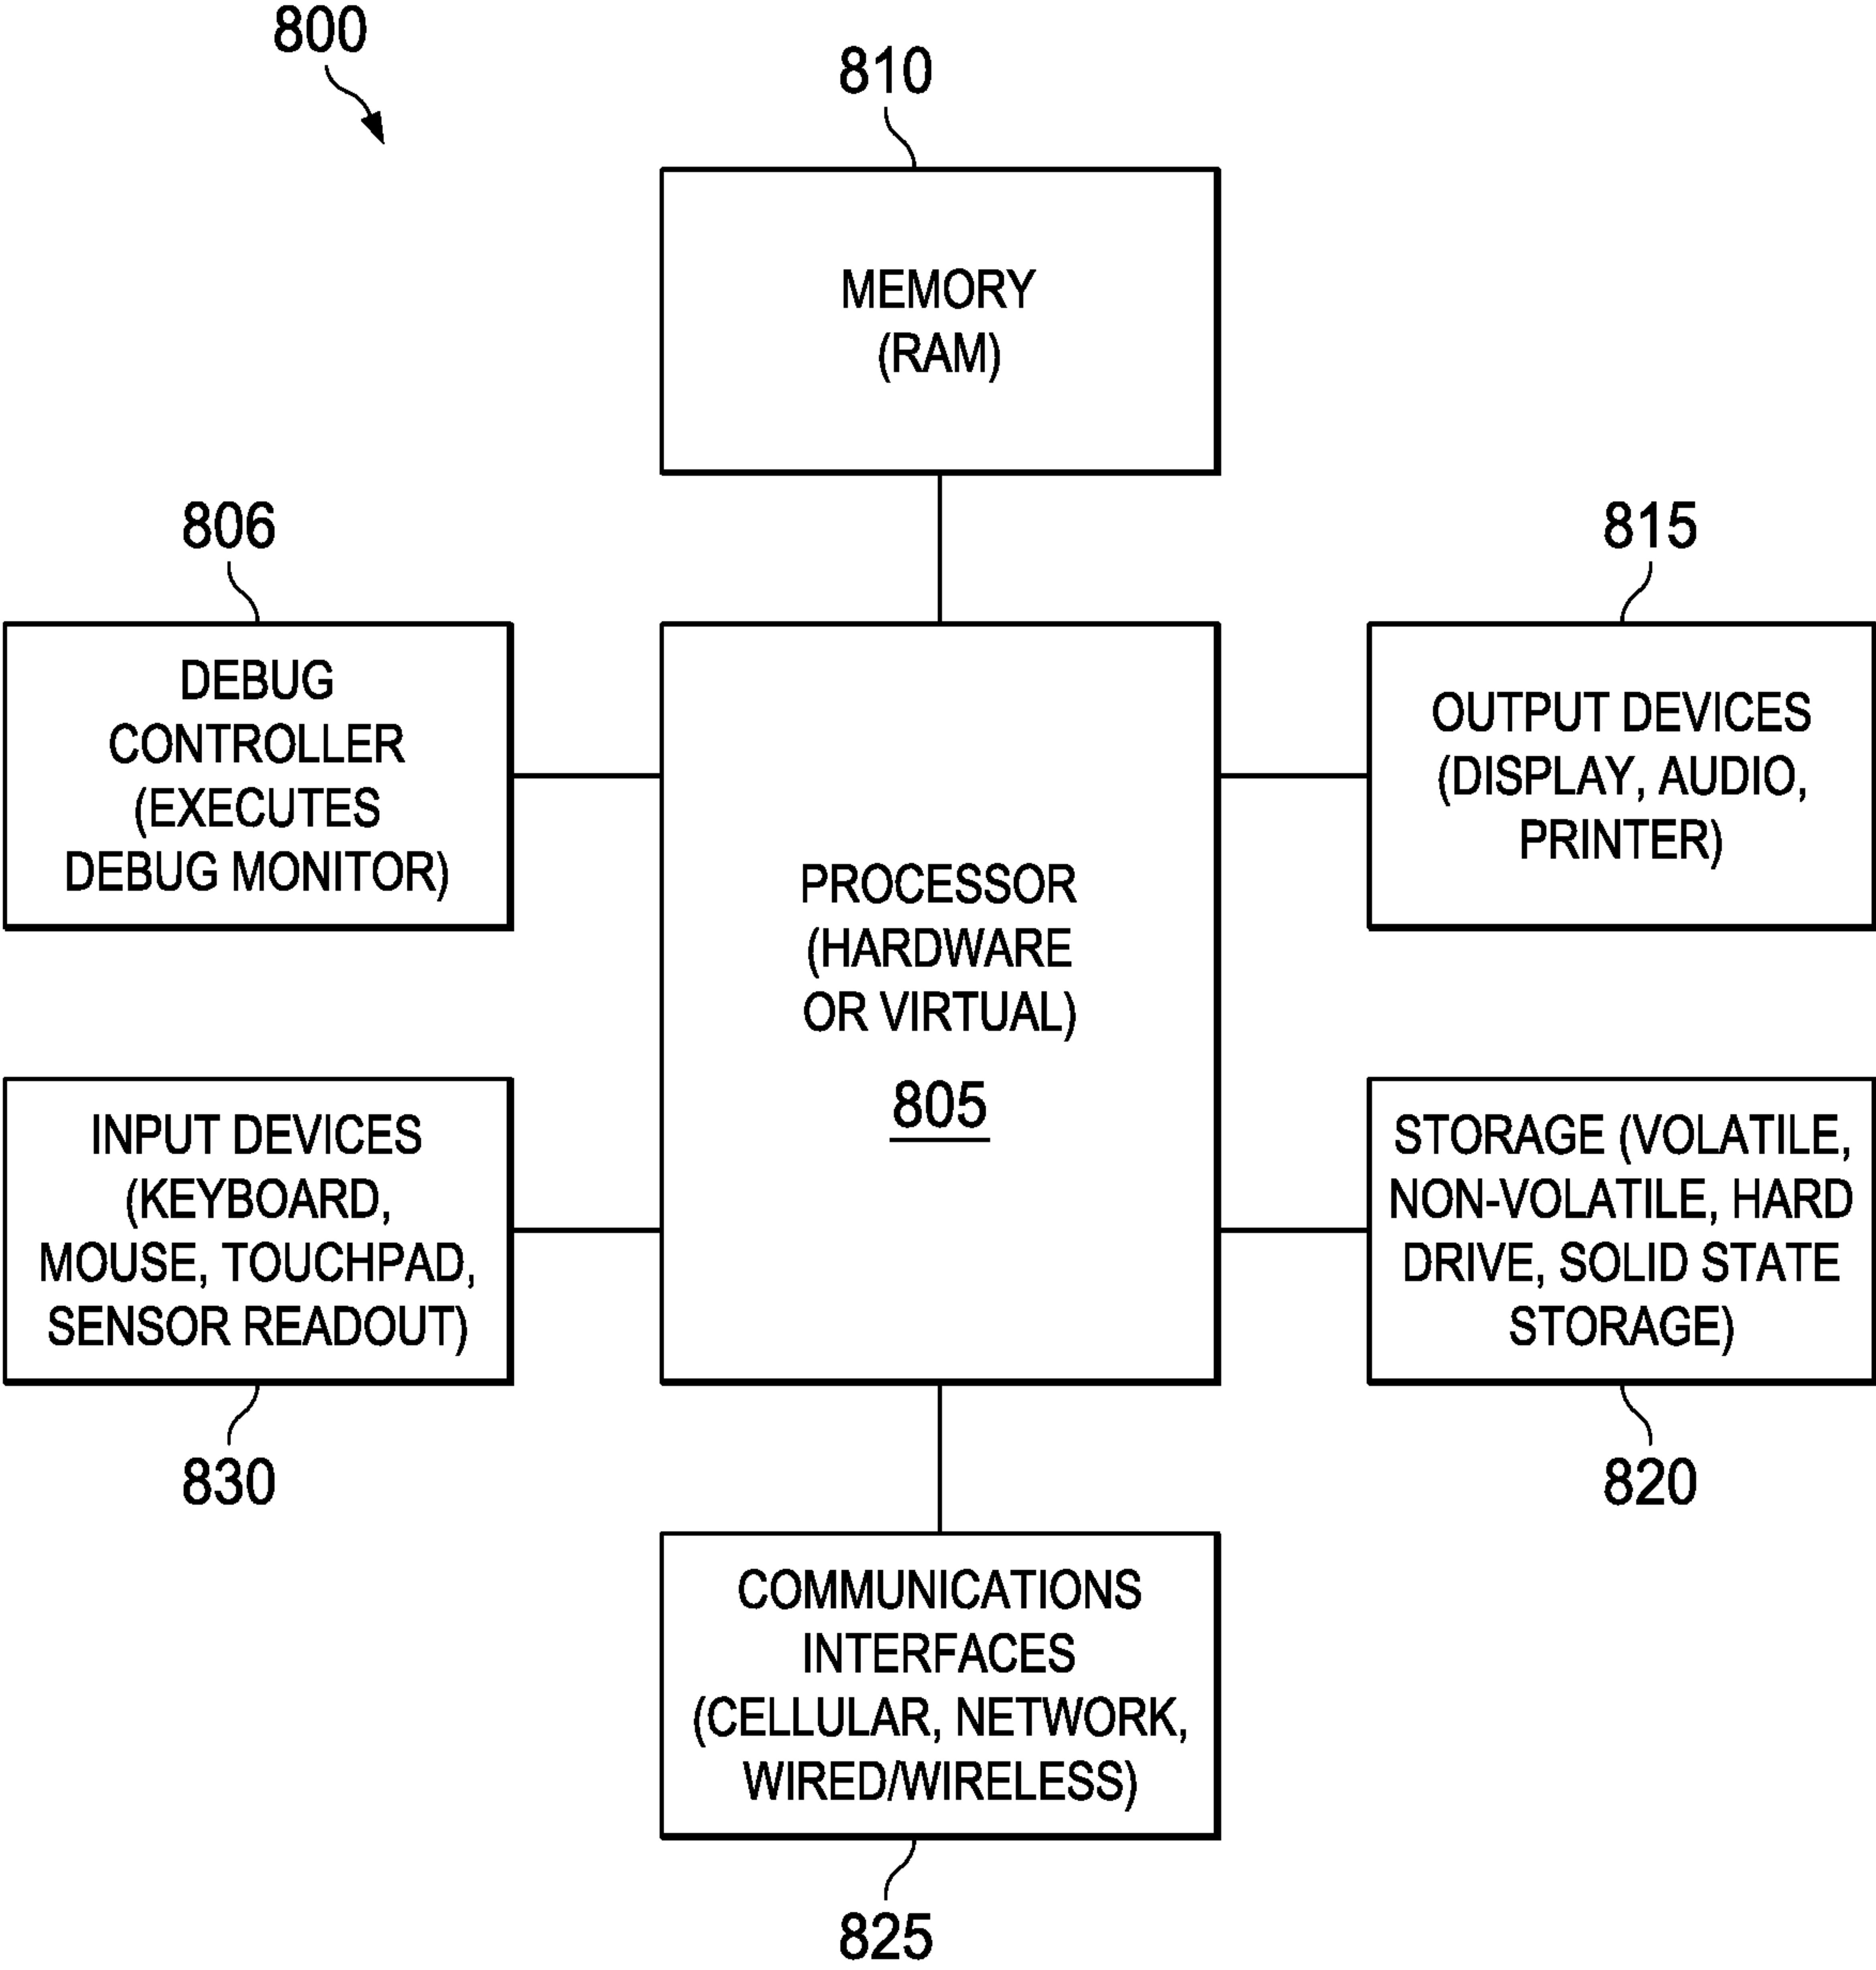 800
810
MEMORY
(RAM)
806
815
DEBUG
CONTROLLER
(EXECUTES
DEBUG MONITOR)
OUTPUT DEVICES
(DISPLAY, AUDIO,
PRINTER)
PROCESSOR
(HARDWARE
OR VIRTUAL)
805
INPUT DEVICES
(KEYBOARD,
MOUSE, TOUCHPAD,
SENSOR READOUT)
STORAGE (VOLATILE,
NON-VOLATILE, HARD
DRIVE, SOLID STATE
STORAGE)
830
820
COMMUNICATIONS
INTERFACES
(CELLULAR, NETWORK,
WIRED/WIRELESS)
825